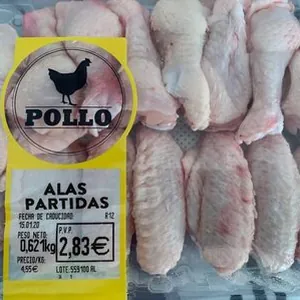 POLLO
ALAS
PARTIDAS
FECHA DE CADUCIDAD R:12
15.01.20
PESO NETO: P.V.P.
0,621kg 2,83€
PRECIO/KG:
4,55€ LOTE: